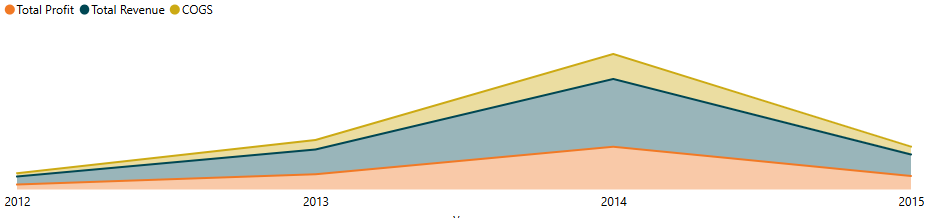 Total Profit Total Revenue COGS
2012 2013 2014 2015